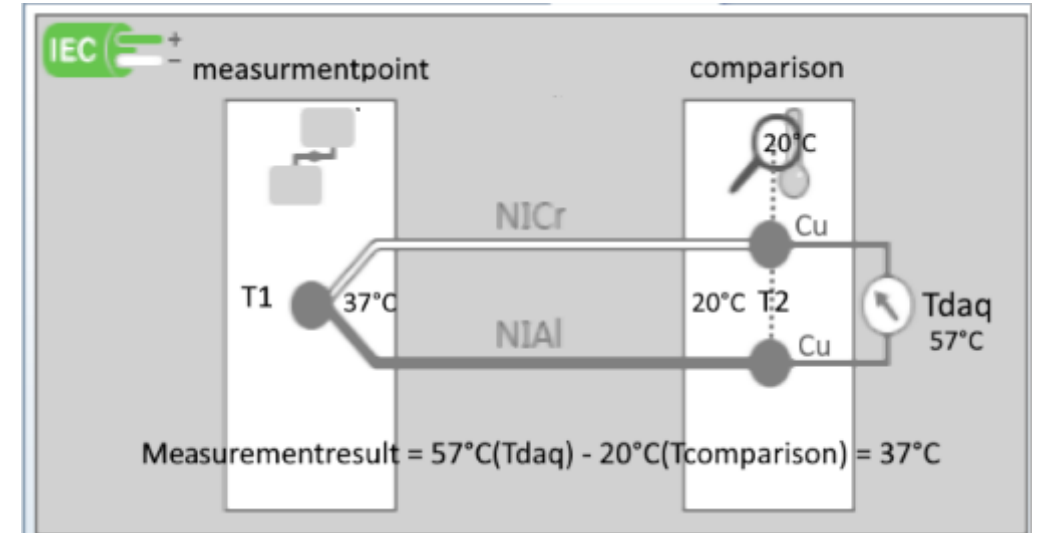 IEC + −
measurmentpoint
comparison
20°C
NICr
Cu
T1
37°C
20°C T2
Tdaq
57°C
NIAl
Cu
Measurementresult = 57°C(Tdaq) - 20°C(Tcomparison) = 37°C